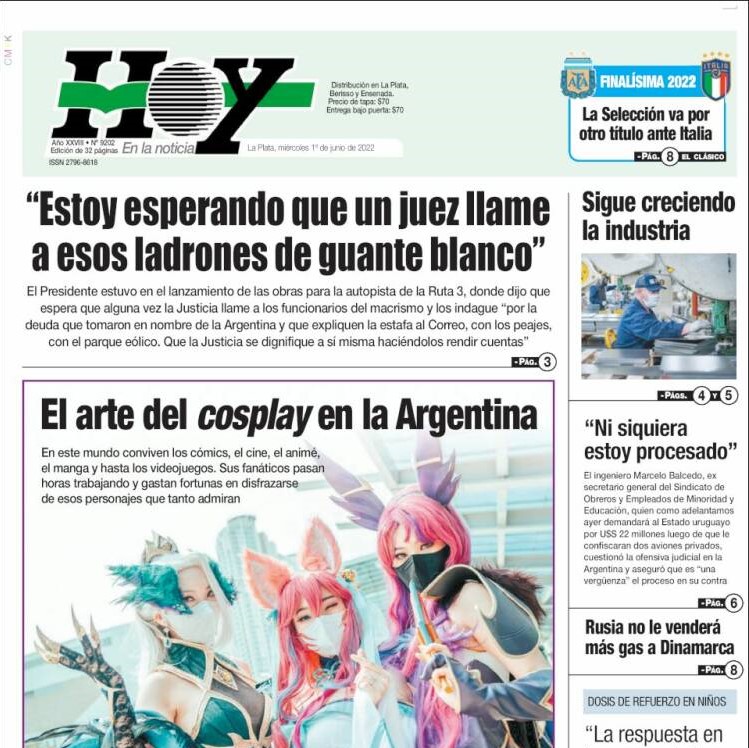 CMYK
HOY
En la noticia
Año XXVIII • Nº 9202
Edición de 32 páginas
ISSN 2796-8618
Distribución en La Plata,
Berisso y Ensenada.
Precio de tapa: $70
Entrega bajo puerta: $70
La Plata, miércoles 1º de junio de 2022
AFA
ITALIA
FINALÍSIMA 2022
La Selección va por
otro título ante Italia
-PÁG. 8 EL CLÁSICO
“Estoy esperando que un juez llame
a esos ladrones de guante blanco”
El Presidente estuvo en el lanzamiento de las obras para la autopista de la Ruta 3, donde dijo que
espera que alguna vez la Justicia llame a los funcionarios del macrismo y los indague “por la
deuda que tomaron en nombre de la Argentina y que expliquen la estafa al Correo, con los peajes,
con el parque eólico. Que la Justicia se dignifique a sí misma haciéndolos rendir cuentas”
-PÁG. 3
El arte del cosplay en la Argentina
En este mundo conviven los cómics, el cine, el animé,
el manga y hasta los videojuegos. Sus fanáticos pasan
horas trabajando y gastan fortunas en disfrazarse
de esos personajes que tanto admiran
Sigue creciendo
la industria
-PÁGS. 4 Y 5
“Ni siquiera
estoy procesado”
El ingeniero Marcelo Balcedo, ex
secretario general del Sindicato de
Obreros y Empleados de Minoridad y
Educación, quien como adelantamos
ayer demandará al Estado uruguayo
por U$S 22 millones luego de que le
confiscaran dos aviones privados,
cuestionó la ofensiva judicial en la
Argentina y aseguró que es “una
vergüenza” el proceso en su contra
-PÁG. 6
Rusia no le venderá
más gas a Dinamarca
-PÁG. 8
DOSIS DE REFUERZO EN NIÑOS
“La respuesta en